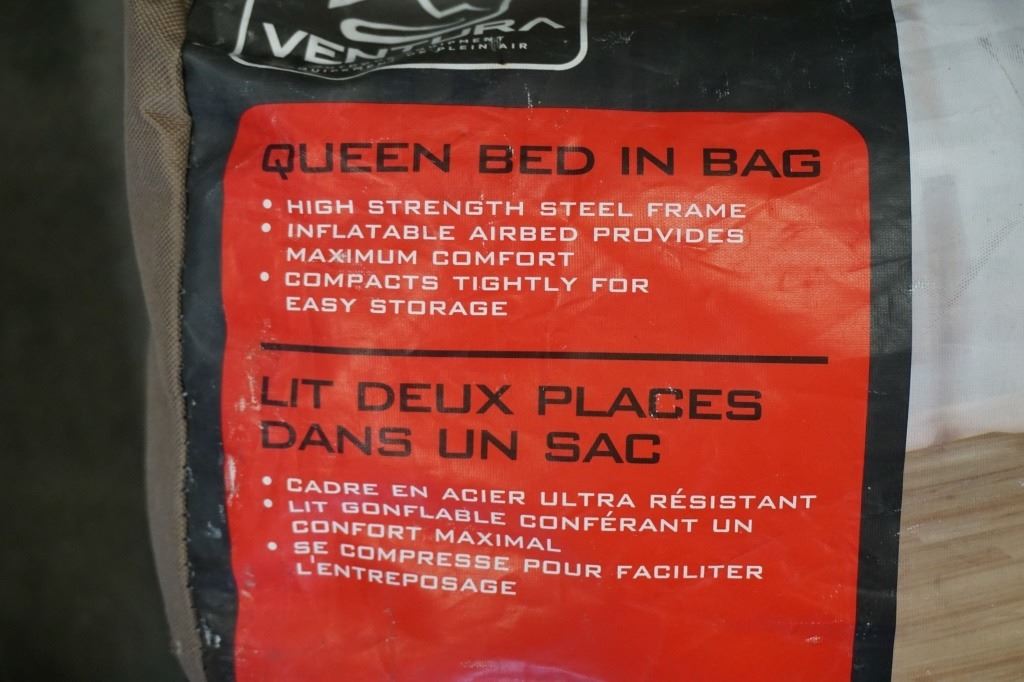 VENTURA
PLEIN AIR
QUEEN BED IN BAG
• HIGH STRENGTH STEEL FRAME
• INFLATABLE AIRBED PROVIDES
MAXIMUM COMFORT
• COMPACTS TIGHTLY FOR
EASY STORAGE
LIT DEUX PLACES
DANS UN SAC
• CADRE EN ACIER ULTRA RÉSISTANT
• LIT GONFLABLE CONFÉRANT UN
CONFORT MAXIMAL
• SE COMPRESSE POUR FACILITER
L'ENTREPOSAGE